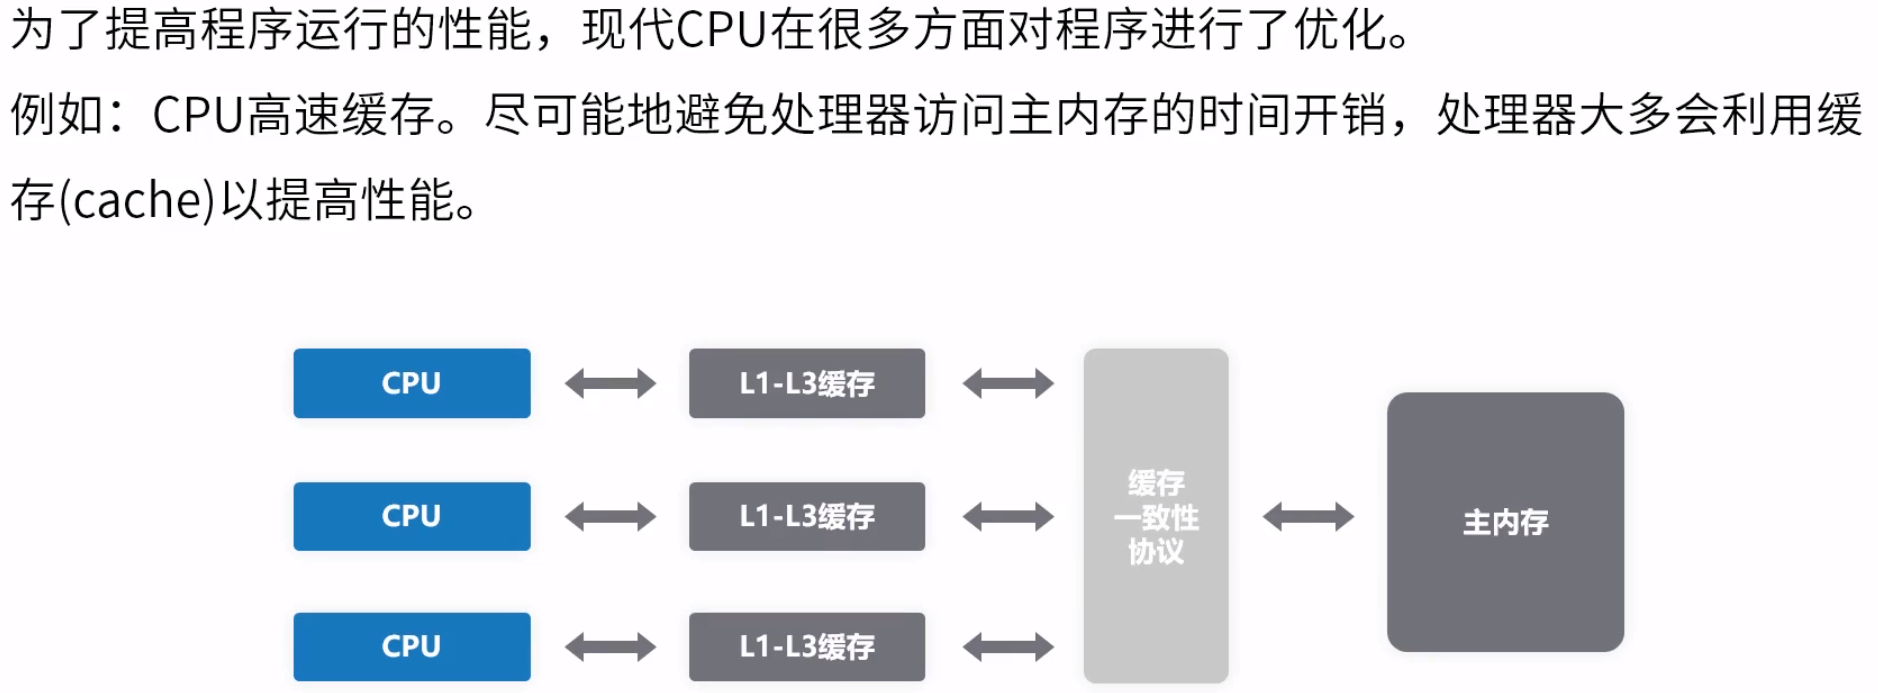 为了提高程序运行的性能，现代CPU在很多方面对程序进行了优化。
例如：CPU高速缓存。尽可能地避免处理器访问主内存的时间开销，处理器大多会利用缓
存(cache)以提高性能。
CPU
L1-L3缓存
CPU
L1-L3缓存
CPU
L1-L3缓存
缓存
一致性
协议
主内存